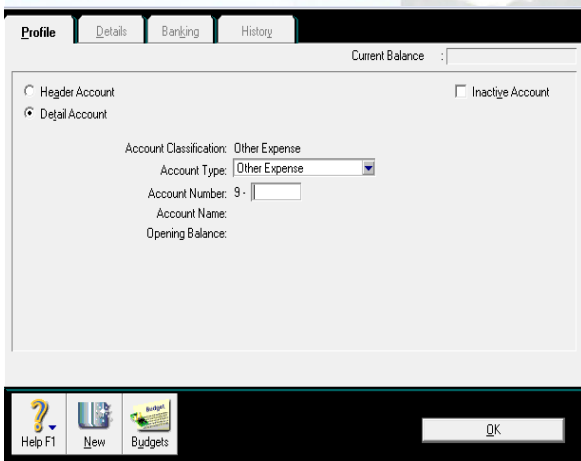 Profile Details Banking History
Current Balance :
Header Account Inactive Account
Detail Account
Account Classification: Other Expense
Account Type: Other Expense
Account Number: 9 -
Account Name:
Opening Balance:
Budget
Help F1 New Budgets OK